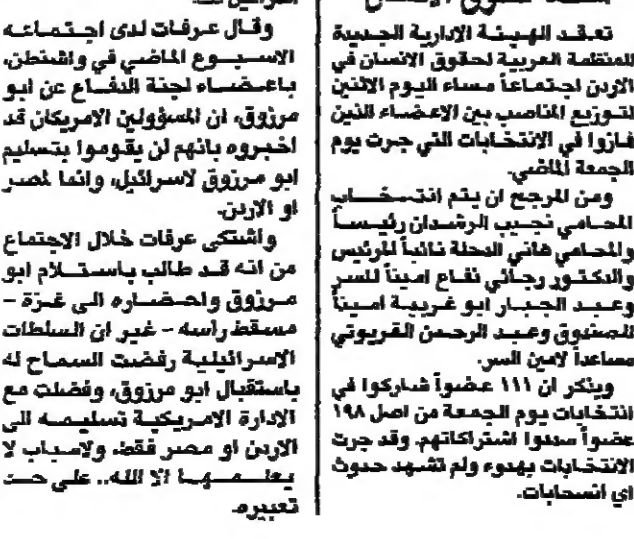 تعقد الهيئة الادارية الجديدة
للمنظمة العربية لحقوق الانسان في
الاردن اجتماعاً مساء اليوم الاثنين
لتوزيع المناصب بين الاعضاء الذين
فازوا في الانتخابات التي جرت يوم
الجمعة الماضي.
ومن المرجح ان يتم انتخاب
المحامي نجيب الرشدان رئيساً
والمحامي هاني الدحلة نائباً للرئيس
والدكتور رجائي نفاع اميناً للسر
وعبد الجبار ابو غريبة اميناً
للصندوق وعبد الرحمن القريوتي
مساعداً لامين السر.
ويذكر ان ١١١ عضواً شاركوا في
انتخابات يوم الجمعة من اصل ١٩٨
عضواً سددوا اشتراكاتهم. وقد جرت
الانتخابات بهدوء ولم تشهد حدوث
اي انسحابات.
وقال عرفات لدى اجتماعه
الاسبوع الماضي في واشنطن،
باعضاء لجنة الدفاع عن ابو
مرزوق، ان المسؤولين الامريكان قد
اخبروه بانهم لن يقوموا بتسليم
ابو مرزوق لاسرائيل، وانما لمصر
او الاردن.
واشتكى عرفات خلال الاجتماع
من انه قد طالب باستلام ابو
مرزوق واحضاره الى غزة -
مسقط راسه - غير ان السلطات
الاسرائيلية رفضت السماح له
باستقبال ابو مرزوق، وفضلت مع
الادارة الامريكية تسليمه الى
الاردن او مصر فقط، ولاسباب لا
يعلمها الا الله.. على حد
تعبيره.